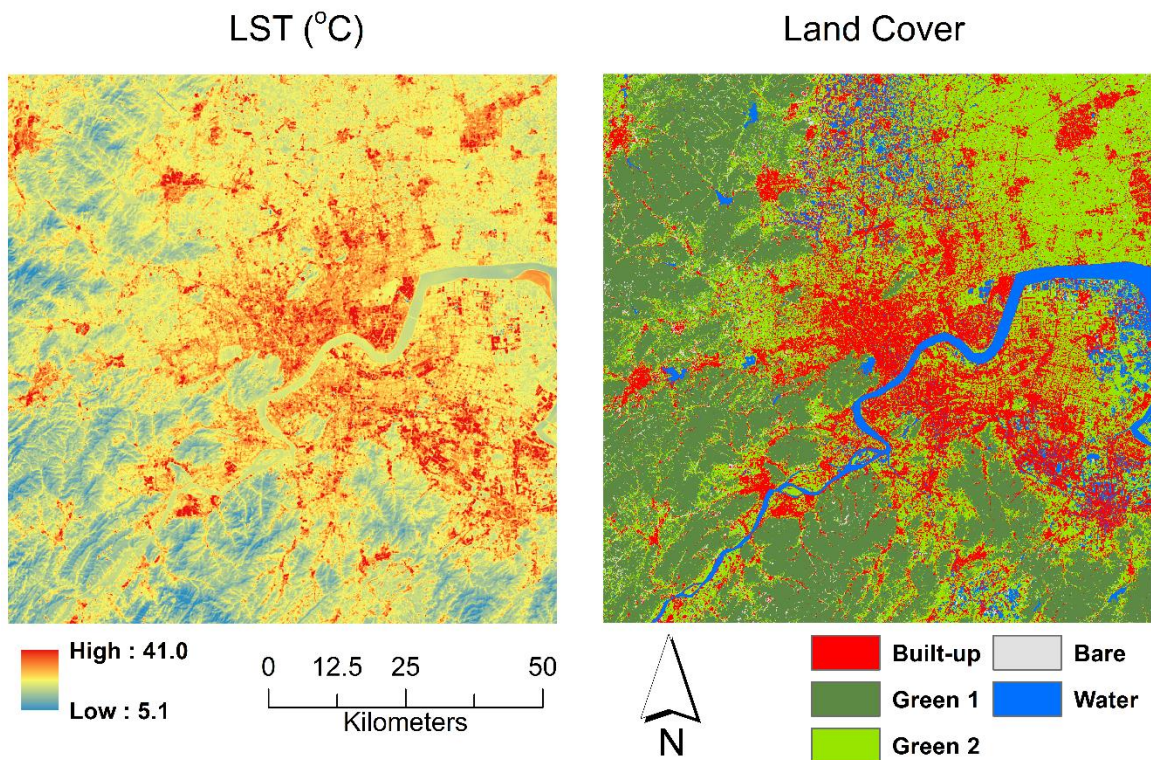 LST (°C)
Land Cover
High : 41.0
Low : 5.1
0 12.5 25 50
Kilometers
N
Built-up
Bare
Green 1
Water
Green 2